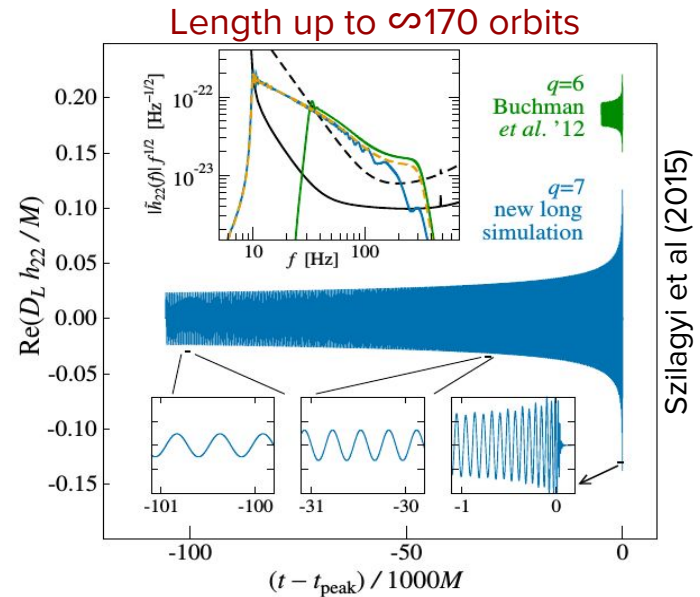 Length up to ∽170 orbits
|h̃₂₂(f)| f^1/2 [Hz^-1/2]
10^-22
10^-23
10
100
f [Hz]
q=6
Buchman
et al. '12
q=7
new long
simulation
Re(D_L h₂₂ / M)
0.20
0.15
0.10
0.05
0.00
-0.05
-0.10
-0.15
-101
-100
-31
-30
-1
0
-100
-50
0
(t − t_peak) / 1000M
Szilagyi et al (2015)